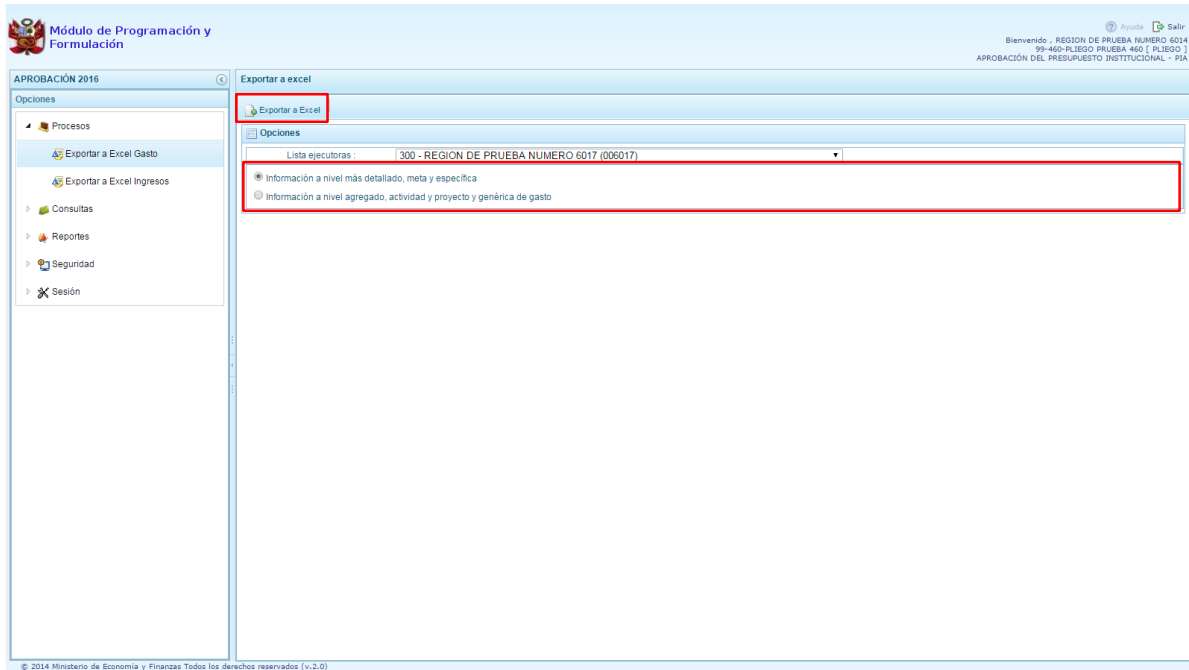 Módulo de Programación y
Formulación
Ayuda Salir
Bienvenido , REGION DE PRUEBA NUMERO 6014
99-460-PLIEGO PRUEBA 460 [ PLIEGO ]
APROBACIÓN DEL PRESUPUESTO INSTITUCIONAL - PIA
APROBACIÓN 2016
Opciones
Procesos
Exportar a Excel Gasto
Exportar a Excel Ingresos
Consultas
Reportes
Seguridad
Sesión
Exportar a excel
Exportar a Excel
Opciones
Lista ejecutoras : 300 - REGION DE PRUEBA NUMERO 6017 (006017)
Información a nivel más detallado, meta y específica
Información a nivel agregado, actividad y proyecto y genérica de gasto
© 2014 Ministerio de Economía y Finanzas Todos los derechos reservados (v.2.0)